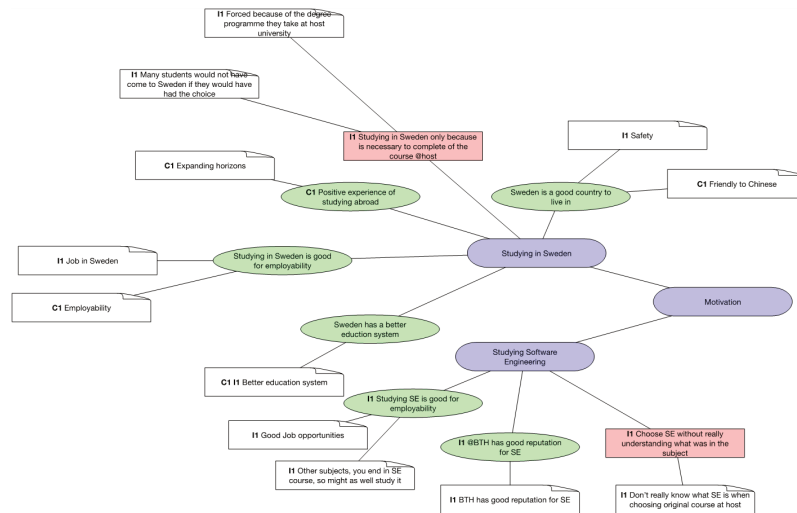 I1 Forced because of the degree
programme they take at host
university
I1 Many students would not have
come to Sweden if they would have
had the choice
I1 Studying in Sweden only because
is necessary to complete of the
course @host
I1 Safety
C1 Expanding horizons
C1 Positive experience of
studying abroad
Sweden is a good country to
live in
C1 Friendly to Chinese
I1 Job in Sweden
Studying in Sweden is good
for employability
Studying in Sweden
C1 Employability
Motivation
Sweden has a better
eduction system
Studying Software
Engineering
C1 I1 Better education system
I1 Studying SE is good for
employability
I1 Good Job opportunities
I1 @BTH has good reputation
for SE
I1 Choose SE without really
understanding what was in the
subject
I1 Other subjects, you end in SE
course, so might as well study it
I1 BTH has good reputation for SE
I1 Don't really know what SE is when
choosing original course at host